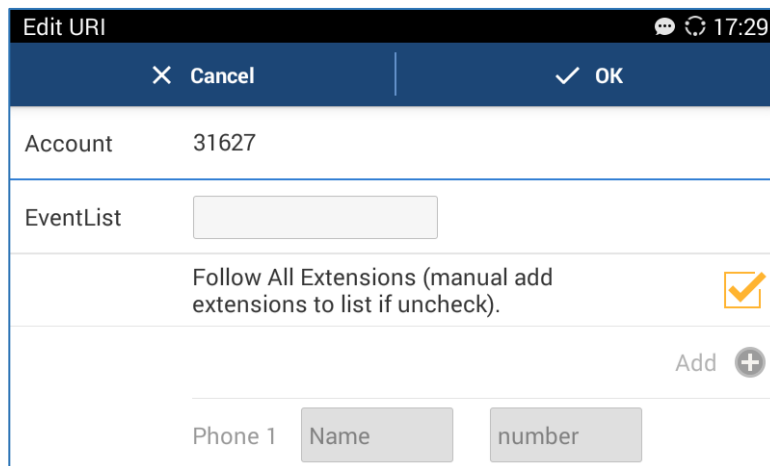 Edit URI 17:29
Cancel OK
Account 31627
EventList
Follow All Extensions (manual add
extensions to list if uncheck).
Add
Phone 1 Name number